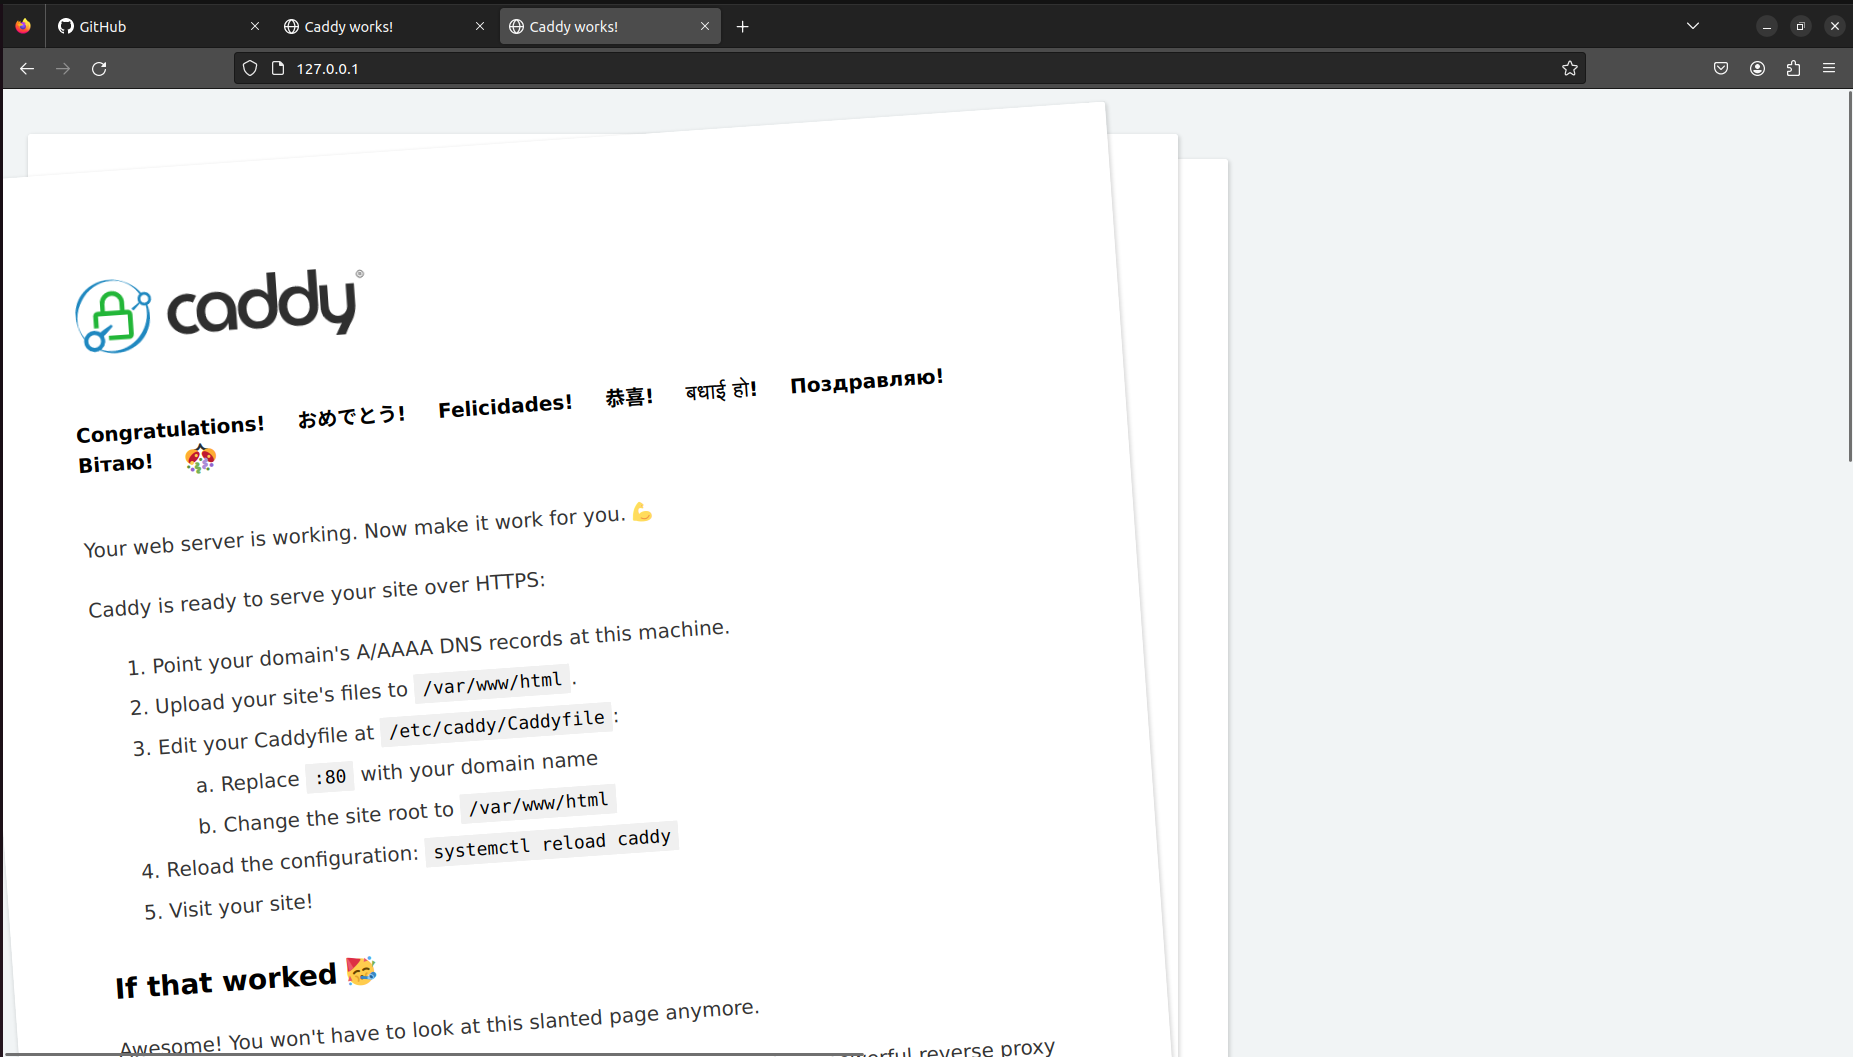 GitHub
Caddy works!
Caddy works!
127.0.0.1
caddy®
Congratulations! おめでとう! Felicidades! 恭喜! बधाई हो! Поздравляю!
Вітаю!
Your web server is working. Now make it work for you. 💪
Caddy is ready to serve your site over HTTPS:
1. Point your domain's A/AAAA DNS records at this machine.
2. Upload your site's files to /var/www/html.
3. Edit your Caddyfile at /etc/caddy/Caddyfile:
a. Replace :80 with your domain name
b. Change the site root to /var/www/html
4. Reload the configuration: systemctl reload caddy
5. Visit your site!
If that worked 🥳
Awesome! You won't have to look at this slanted page anymore.
reverse proxy